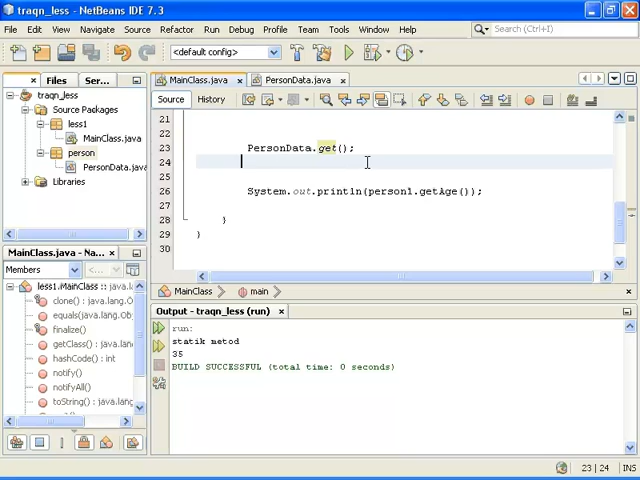 traqn_less - NetBeans IDE 7.3
File Edit View Navigate Source Refactor Run Debug Profile Team Tools Window Help
Search (Ctrl+I)
<default config>
Files Ser...
MainClass.java PersonData.java
Source History
traqn_less
Source Packages
less1
MainClass.java
person
PersonData.java
Libraries
21
22
23 PersonData.get();
24
25
26 System.out.println(person1.getAge());
27
28 }
29 }
30
MainClass main
MainClass.java - Na...
Members <...>
less1.MainClass :: java.lang.
clone() : java.lang.O
equals(java.lang.Ob
finalize()
getClass() : java.lang.
hashCode() : int
notify()
notifyAll()
toString() : java.lang.
Output - traqn_less (run)
run:
statik metod
35
BUILD SUCCESSFUL (total time: 0 seconds)
23 | 24 INS